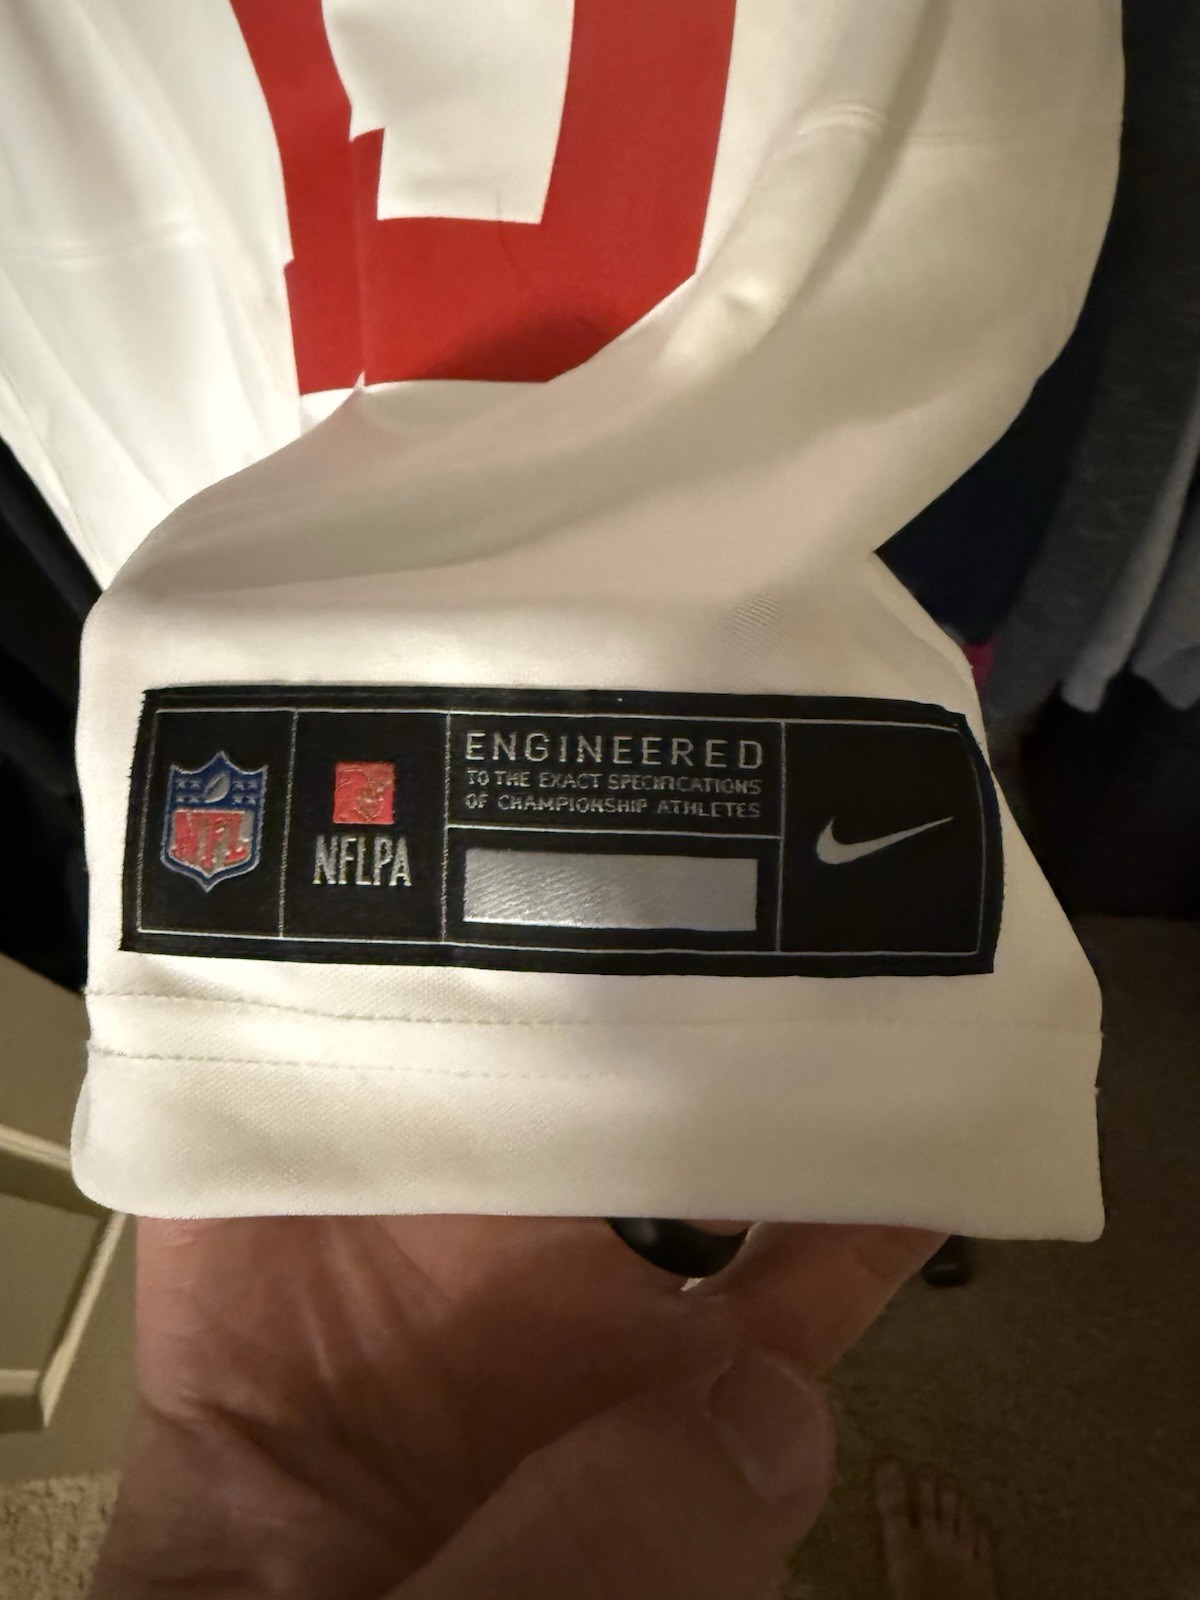 NFL
NFLPA
ENGINEERED
TO THE EXACT SPECIFICATIONS
OF CHAMPIONSHIP ATHLETES